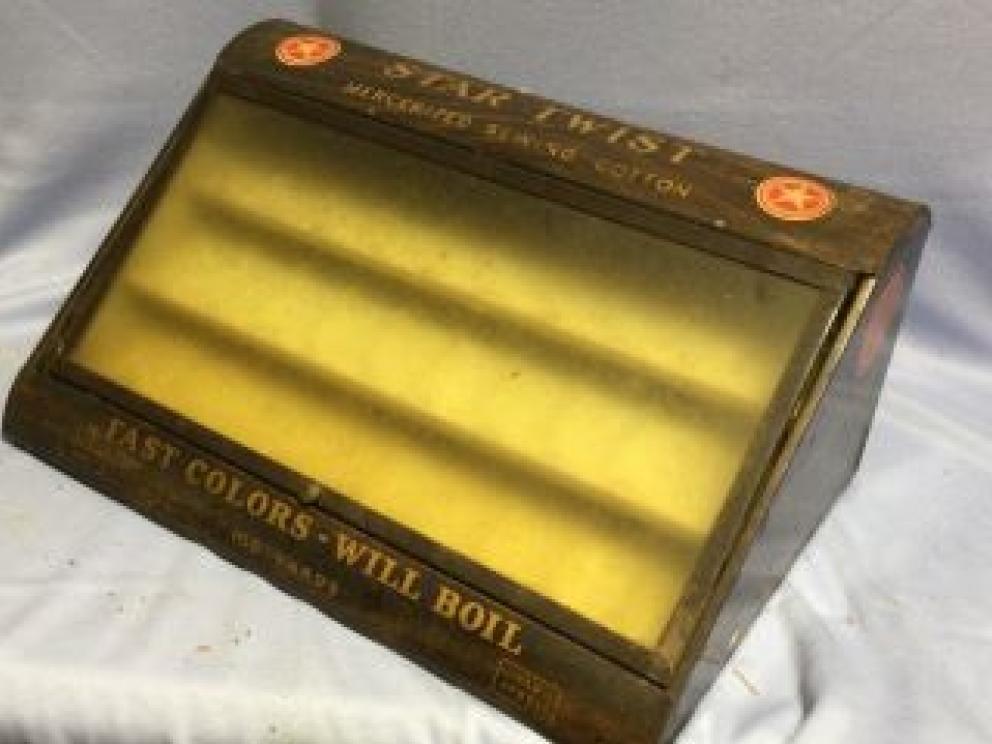 STAR TWIST
MERCERIZED SEWING COTTON
FAST COLORS - WILL BOIL